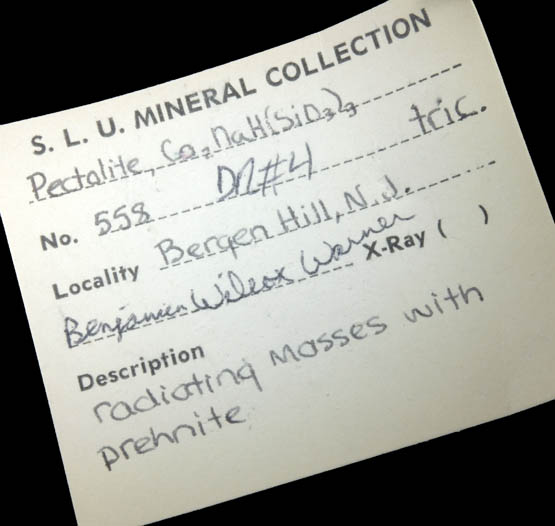 S. L. U. MINERAL COLLECTION
Pectolite, Ca₂NaH(SiO₃)₃
tric.
No. 558 DN#4
Locality Bergen Hill, N.J.
Benjamin Wilcox Warner X-Ray ( )
Description
radiating masses with
prehnite